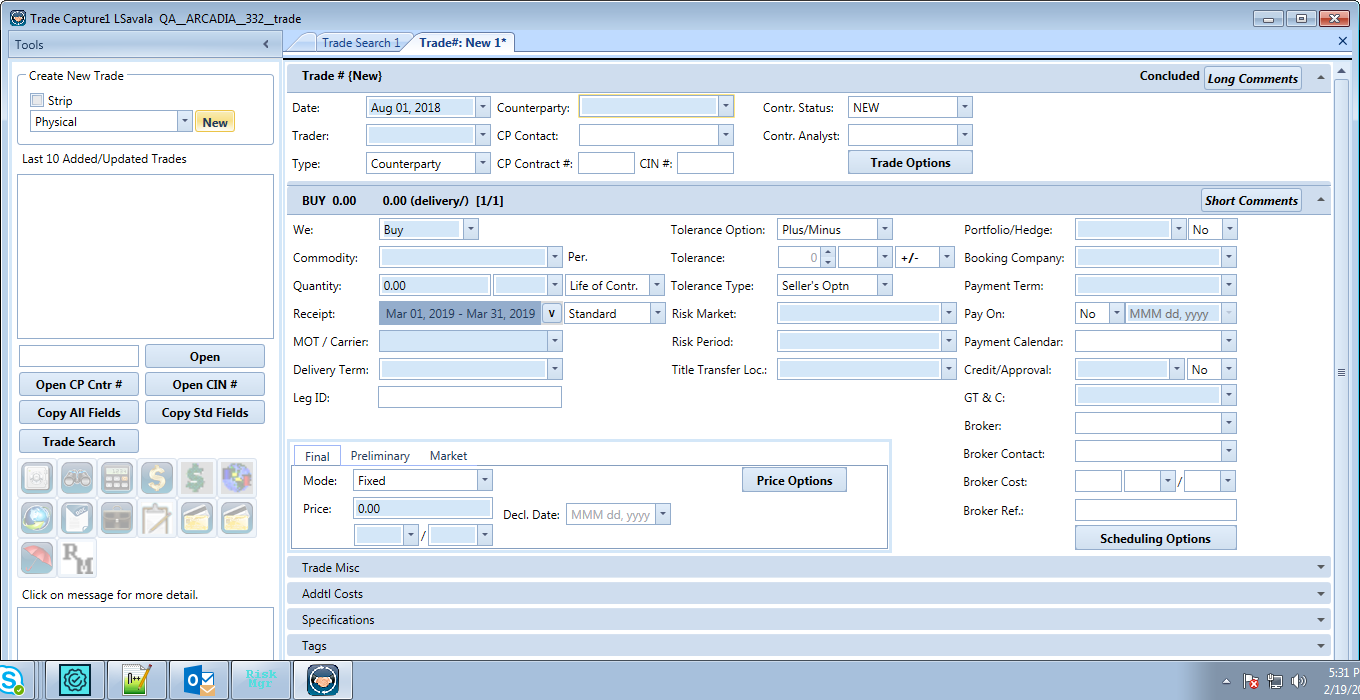 Trade Capture1 LSavala QA_ARCADIA_332_trade
Tools
Trade Search 1
Trade#: New 1*
Create New Trade
Strip
Physical
New
Last 10 Added/Updated Trades
Open
Open CP Cntr #
Open CIN #
Copy All Fields
Copy Std Fields
Trade Search
RM
Click on message for more detail.
Trade # {New}
Concluded
Long Comments
Date: Aug 01, 2018 Counterparty: Contr. Status: NEW
Trader: CP Contact: Contr. Analyst:
Type: Counterparty CP Contract #: CIN #: Trade Options
BUY 0.00 0.00 (delivery/) [1/1] Short Comments
We: Buy Tolerance Option: Plus/Minus Portfolio/Hedge: No
Commodity: Per. Tolerance: 0 +/- Booking Company:
Quantity: 0.00 Life of Contr. Tolerance Type: Seller's Optn Payment Term:
Receipt: Mar 01, 2019 - Mar 31, 2019 v Standard Risk Market: Pay On: No MMM dd, yyyy
MOT / Carrier: Risk Period: Payment Calendar:
Delivery Term: Title Transfer Loc.: Credit/Approval: No
Leg ID: GT & C:
Broker:
Broker Contact:
Broker Cost: /
Broker Ref.:
Scheduling Options
Final Preliminary Market
Mode: Fixed Price Options
Price: 0.00 Decl. Date: MMM dd, yyyy
/
Trade Misc
Addtl Costs
Specifications
Tags
Risk
Mgr
5:31 P
2/19/20